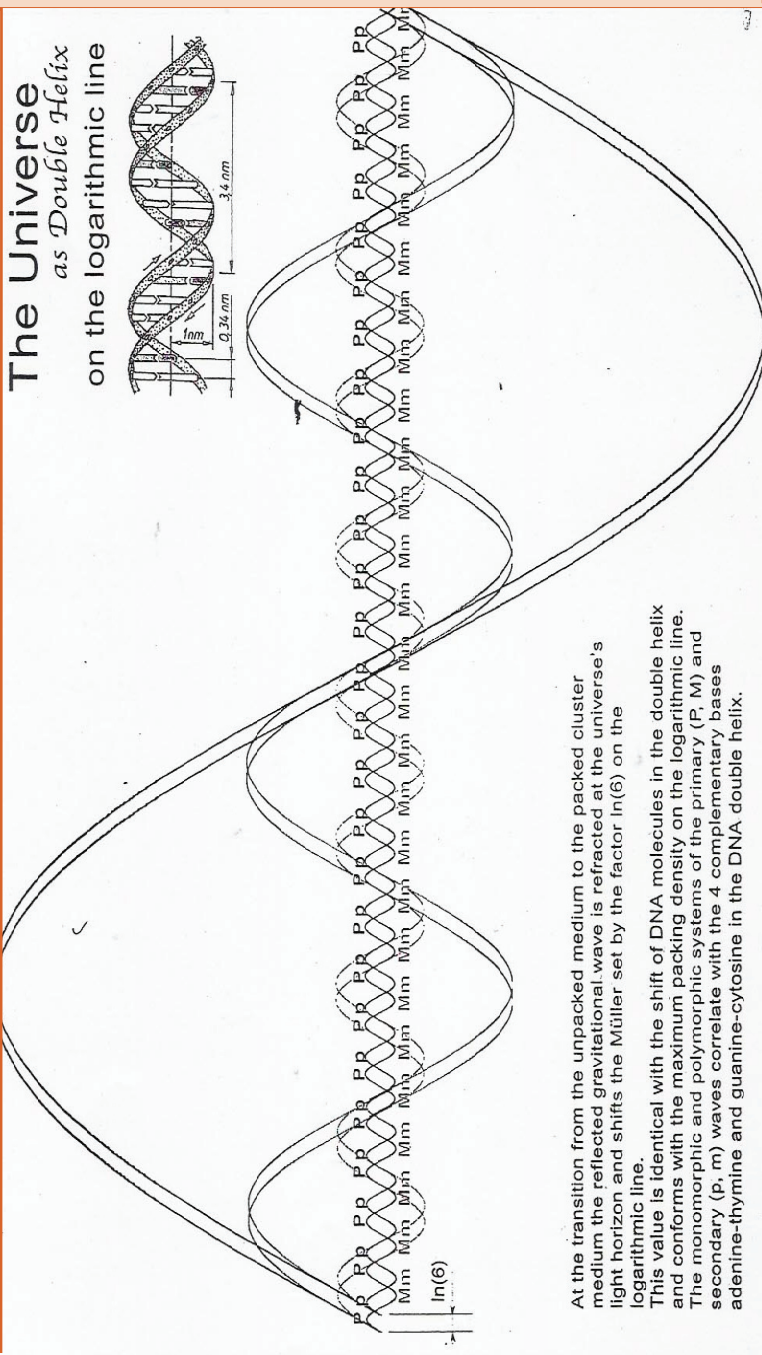 The Universe
as Double Helix
on the logarithmic line
1nm
0,34 nm 3,4 nm
Pp Pp Pp Pp Pp Pp Pp Pp Pp Pp Pp Pp Pp Pp Pp Pp Pp Pp Pp Pp Pp Pp Pp Pp Pp Pp Pp
Mm Mm Mm Mm Mm Mm Mm Mm Mm Mm Mm Mm Mm Mm Mm Mm Mm Mm Mm Mm Mm Mm Mm Mm Mm Mm
ln(6)
At the transition from the unpacked medium to the packed cluster
medium the reflected gravitational wave is refracted at the universe's
light horizon and shifts the Müller set by the factor ln(6) on the
logarithmic line.
This value is identical with the shift of DNA molecules in the double helix
and conforms with the maximum packing density on the logarithmic line.
The monomorphic and polymorphic systems of the primary (P, M) and
secondary (p, m) waves correlate with the 4 complementary bases
adenine-thymine and guanine-cytosine in the DNA double helix.